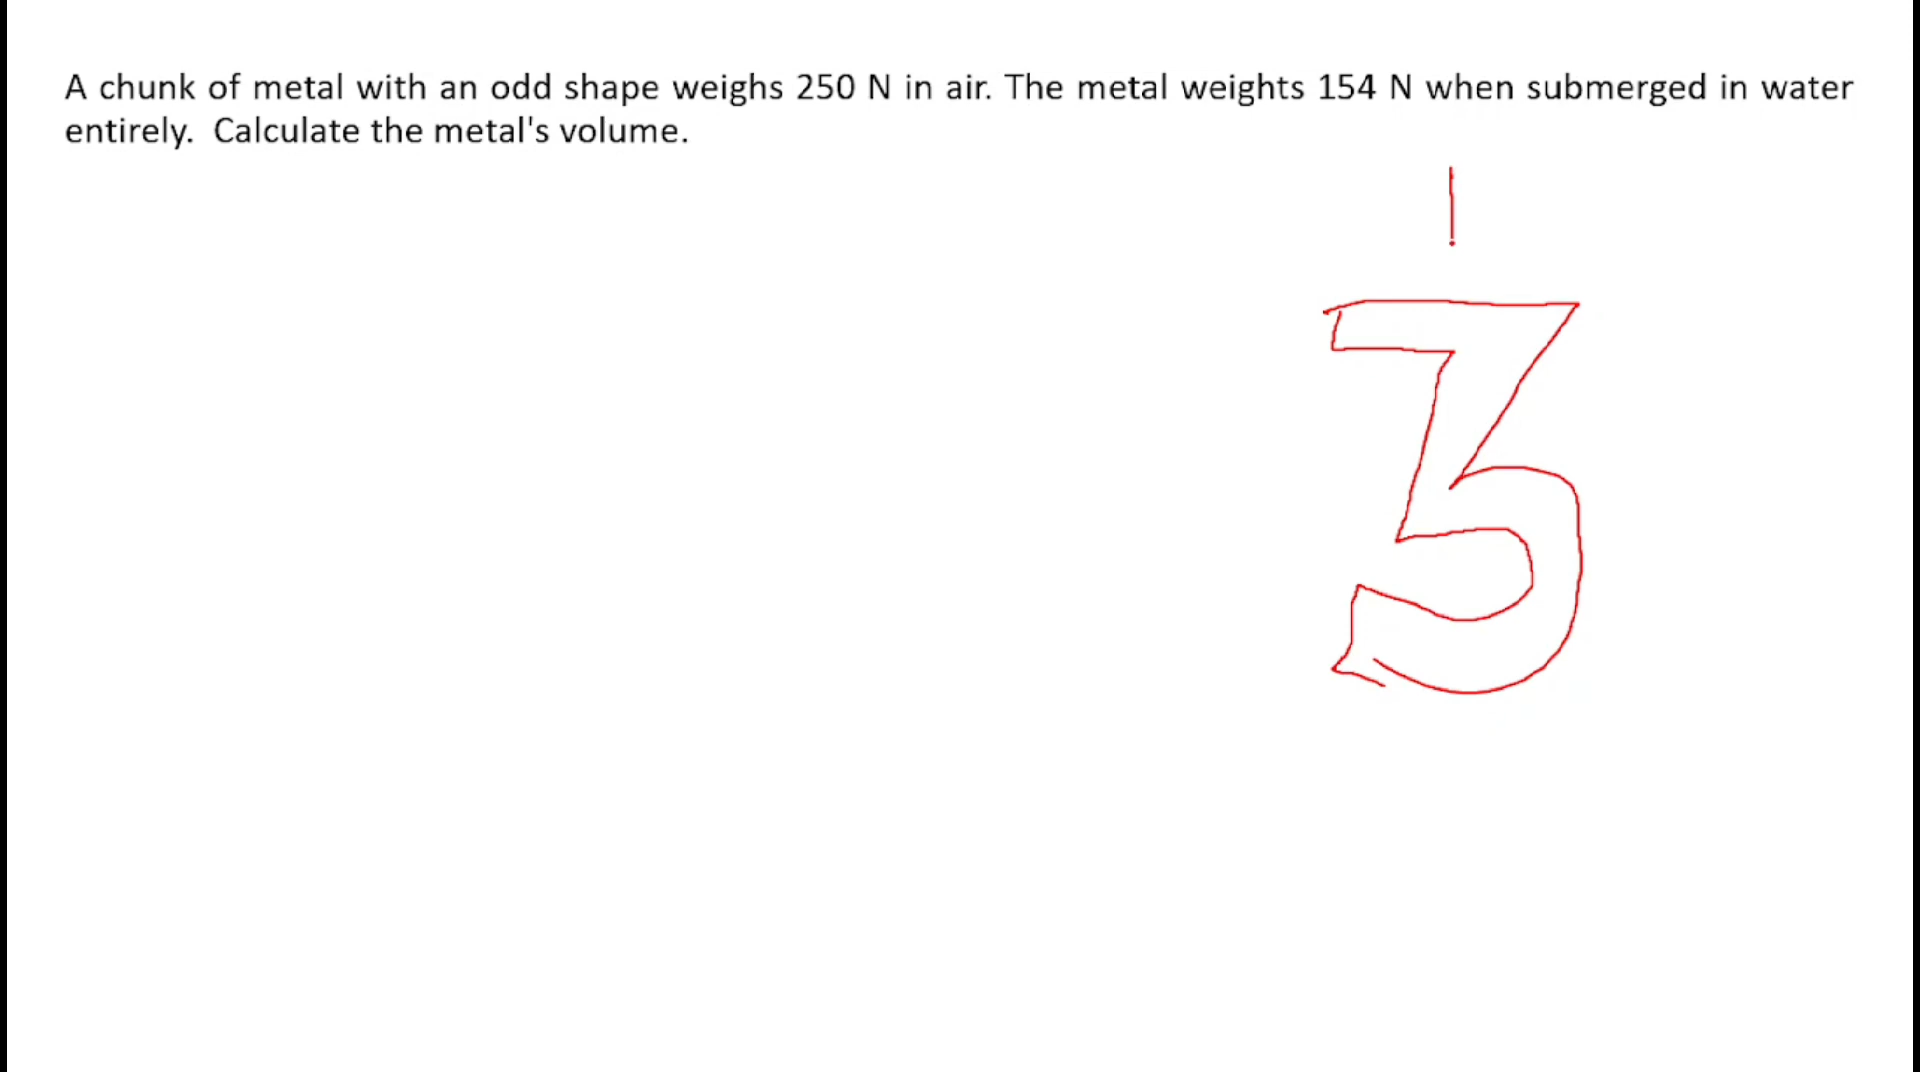 A chunk of metal with an odd shape weighs 250 N in air. The metal weights 154 N when submerged in water
entirely. Calculate the metal's volume.